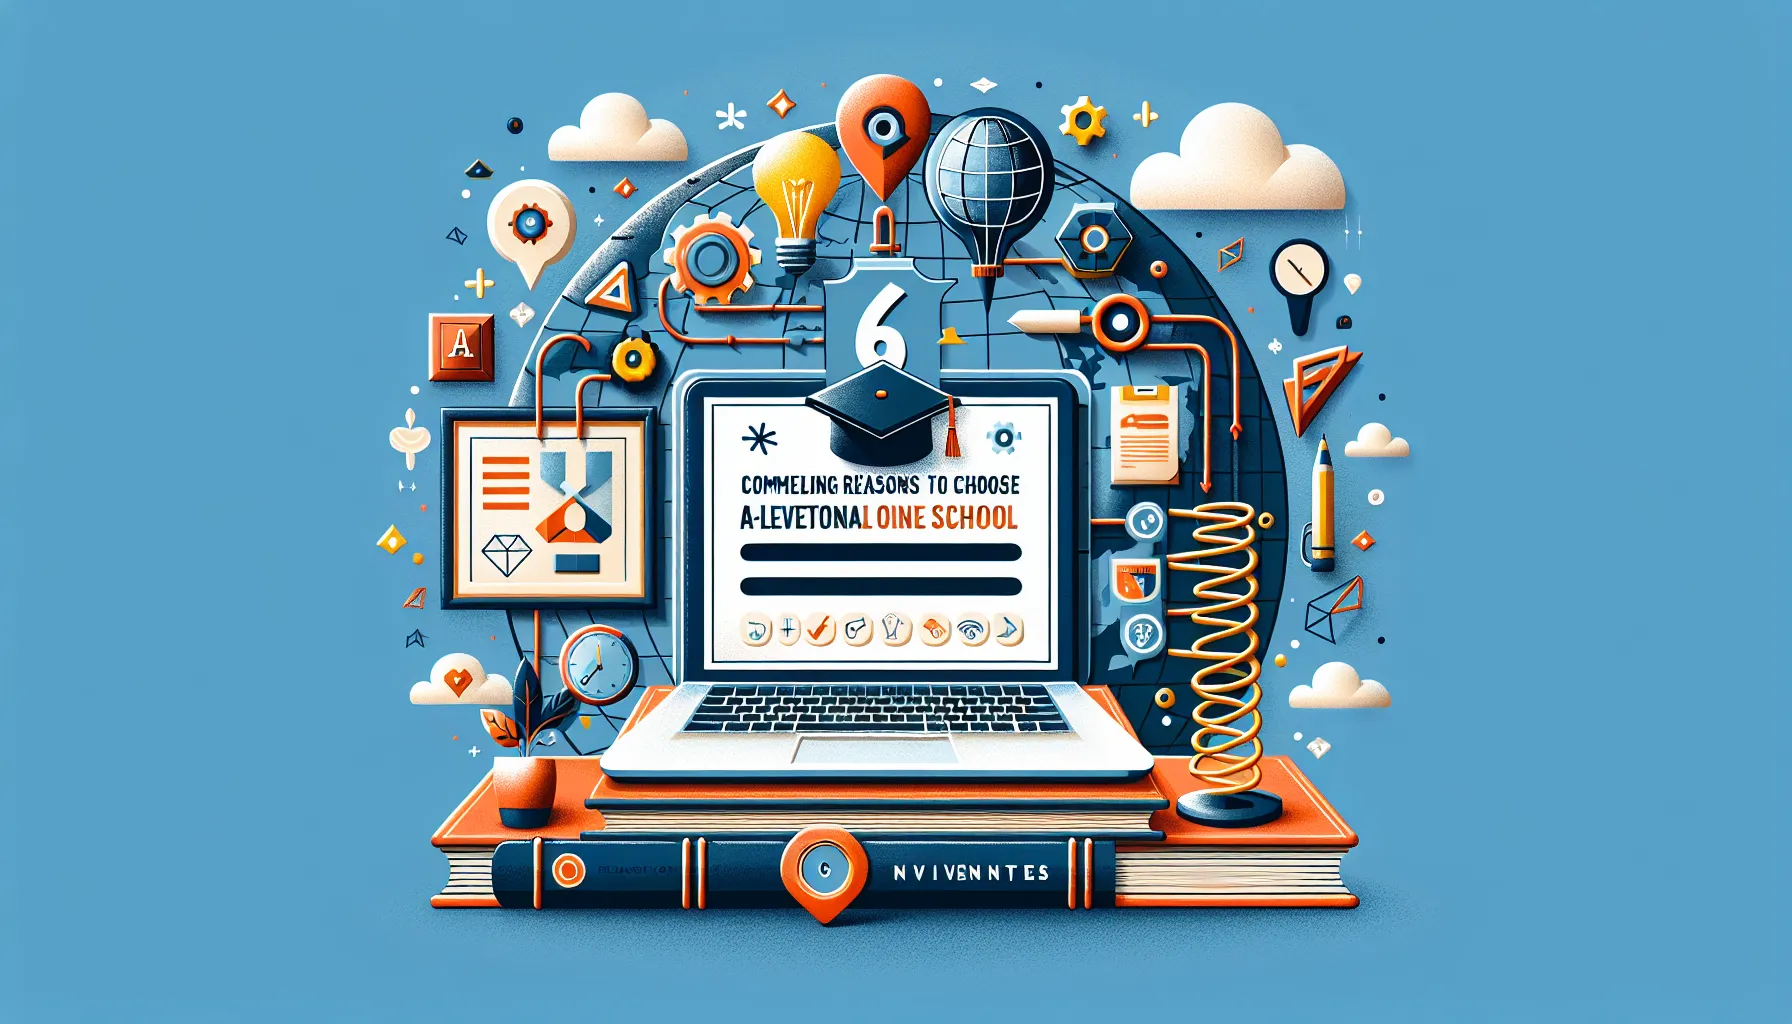 6
A
COMMELING REASONS TO CHOOSE
A-LEVETONAL OINE SCHOOL
NVIVENNTES